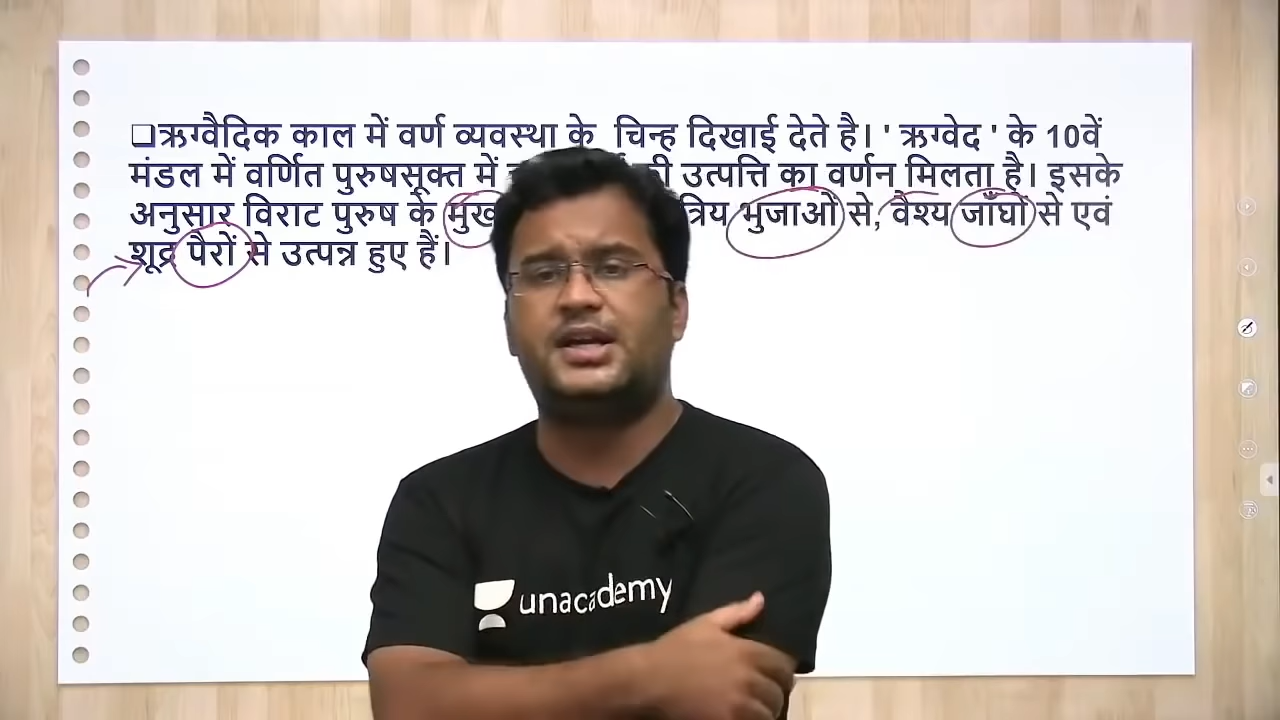 ❑ऋग्वैदिक काल में वर्ण व्यवस्था के चिन्ह दिखाई देते है। ' ऋग्वेद ' के 10वें
मंडल में वर्णित पुरुषसूक्त में उत्पत्ति का वर्णन मिलता है। इसके
अनुसार विराट पुरुष के भुजाओं से, वैश्य जाँघों से एवं
शूद्र पैरों से उत्पन्न हुए हैं।
unacademy